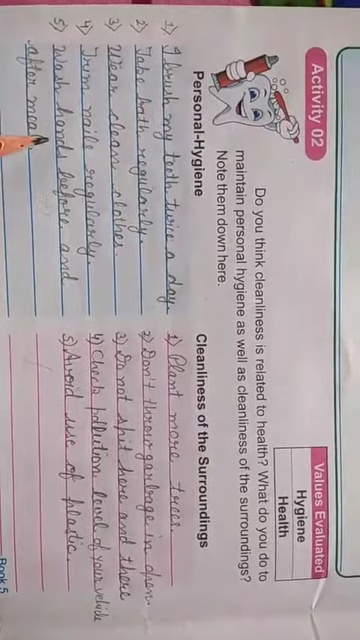 Activity 02
Values Evaluated
Hygiene
Health
Do you think cleanliness is related to health? What do you do to
maintain personal hygiene as well as cleanliness of the surroundings?
Note them down here.
Personal-Hygiene
1) I brush my teeth twice a day.
2) Take bath regularly.
3) Wear clean clothes.
4) Trim nails regularly.
5) Wash hands before and
after mea
Cleanliness of the Surroundings
1) Plant more trees.
2) Don't throw garbage in open.
3) Do not spit here and there
4) Check pollution level of your vehicle
5) Avoid use of plastic.
Book 5